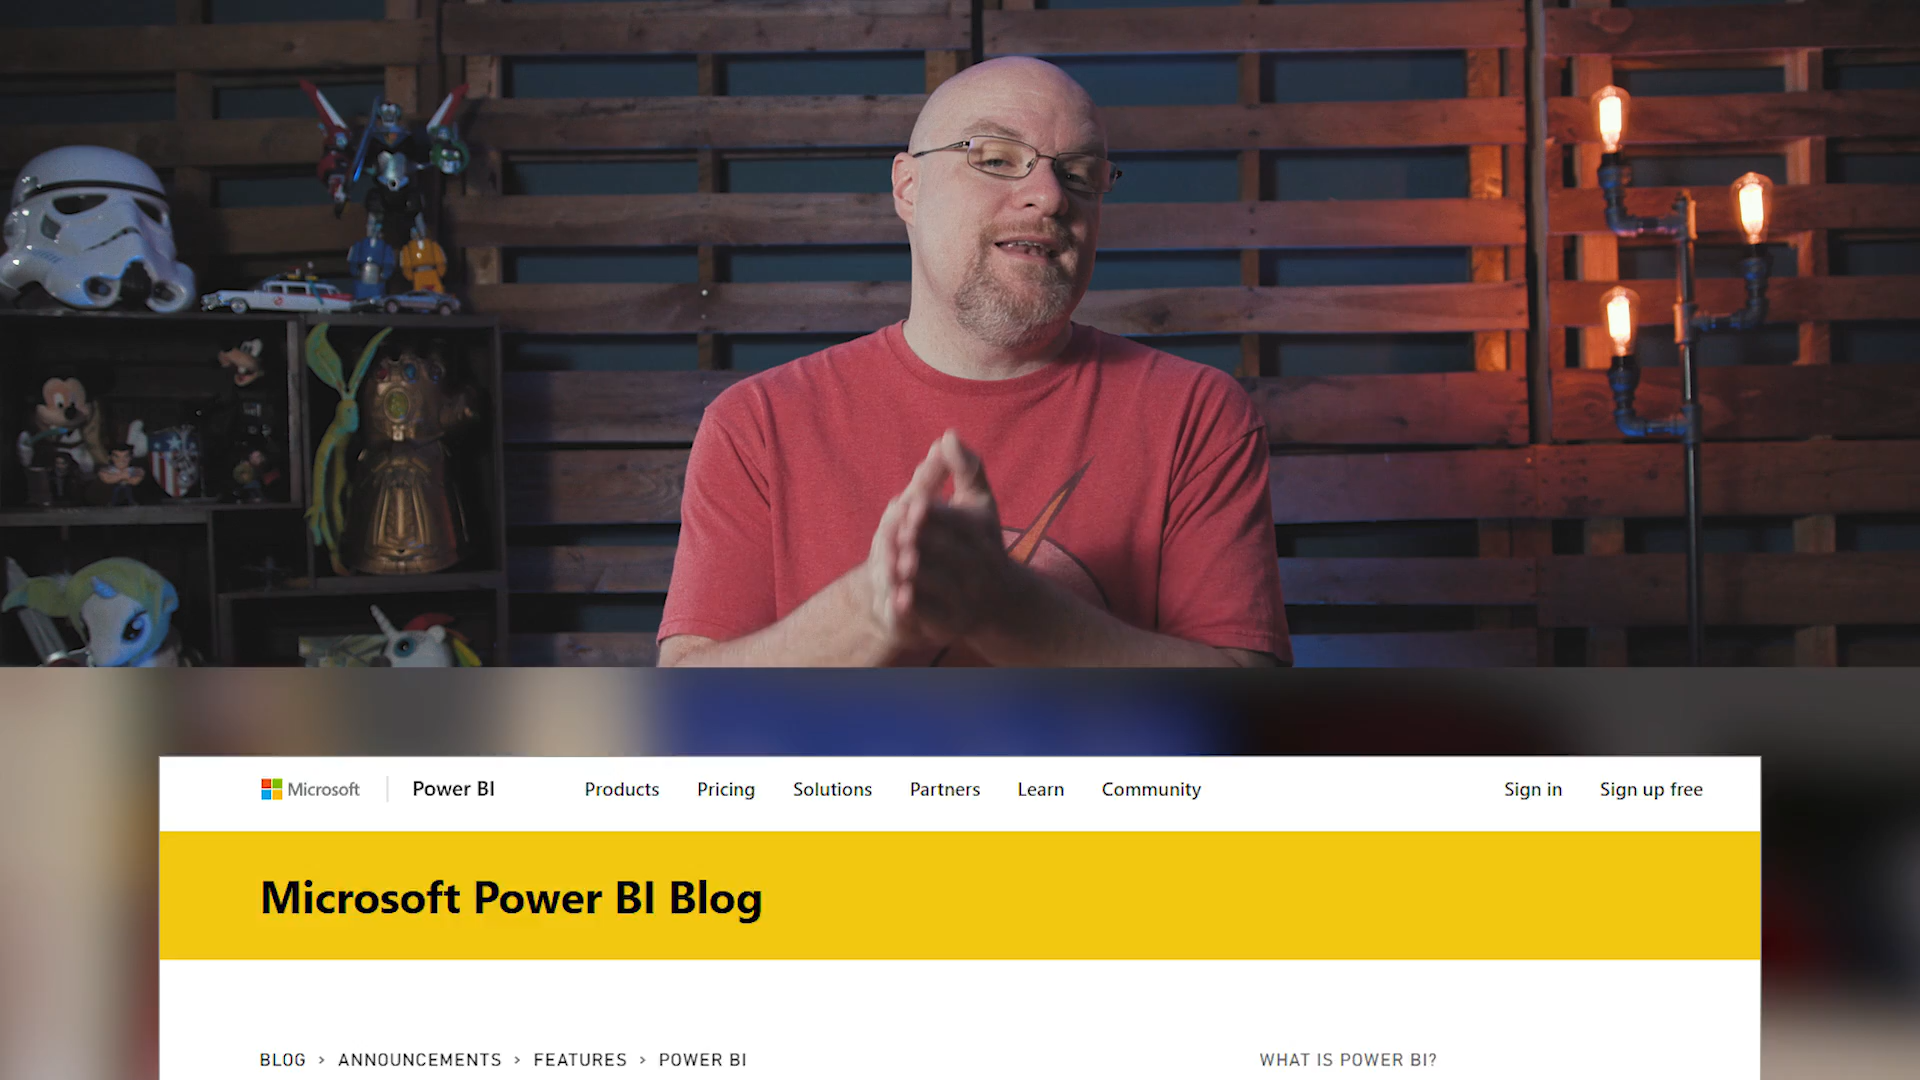 Microsoft Power BI Products Pricing Solutions Partners Learn Community Sign in Sign up free
Microsoft Power BI Blog
BLOG > ANNOUNCEMENTS > FEATURES > POWER BI WHAT IS POWER BI?